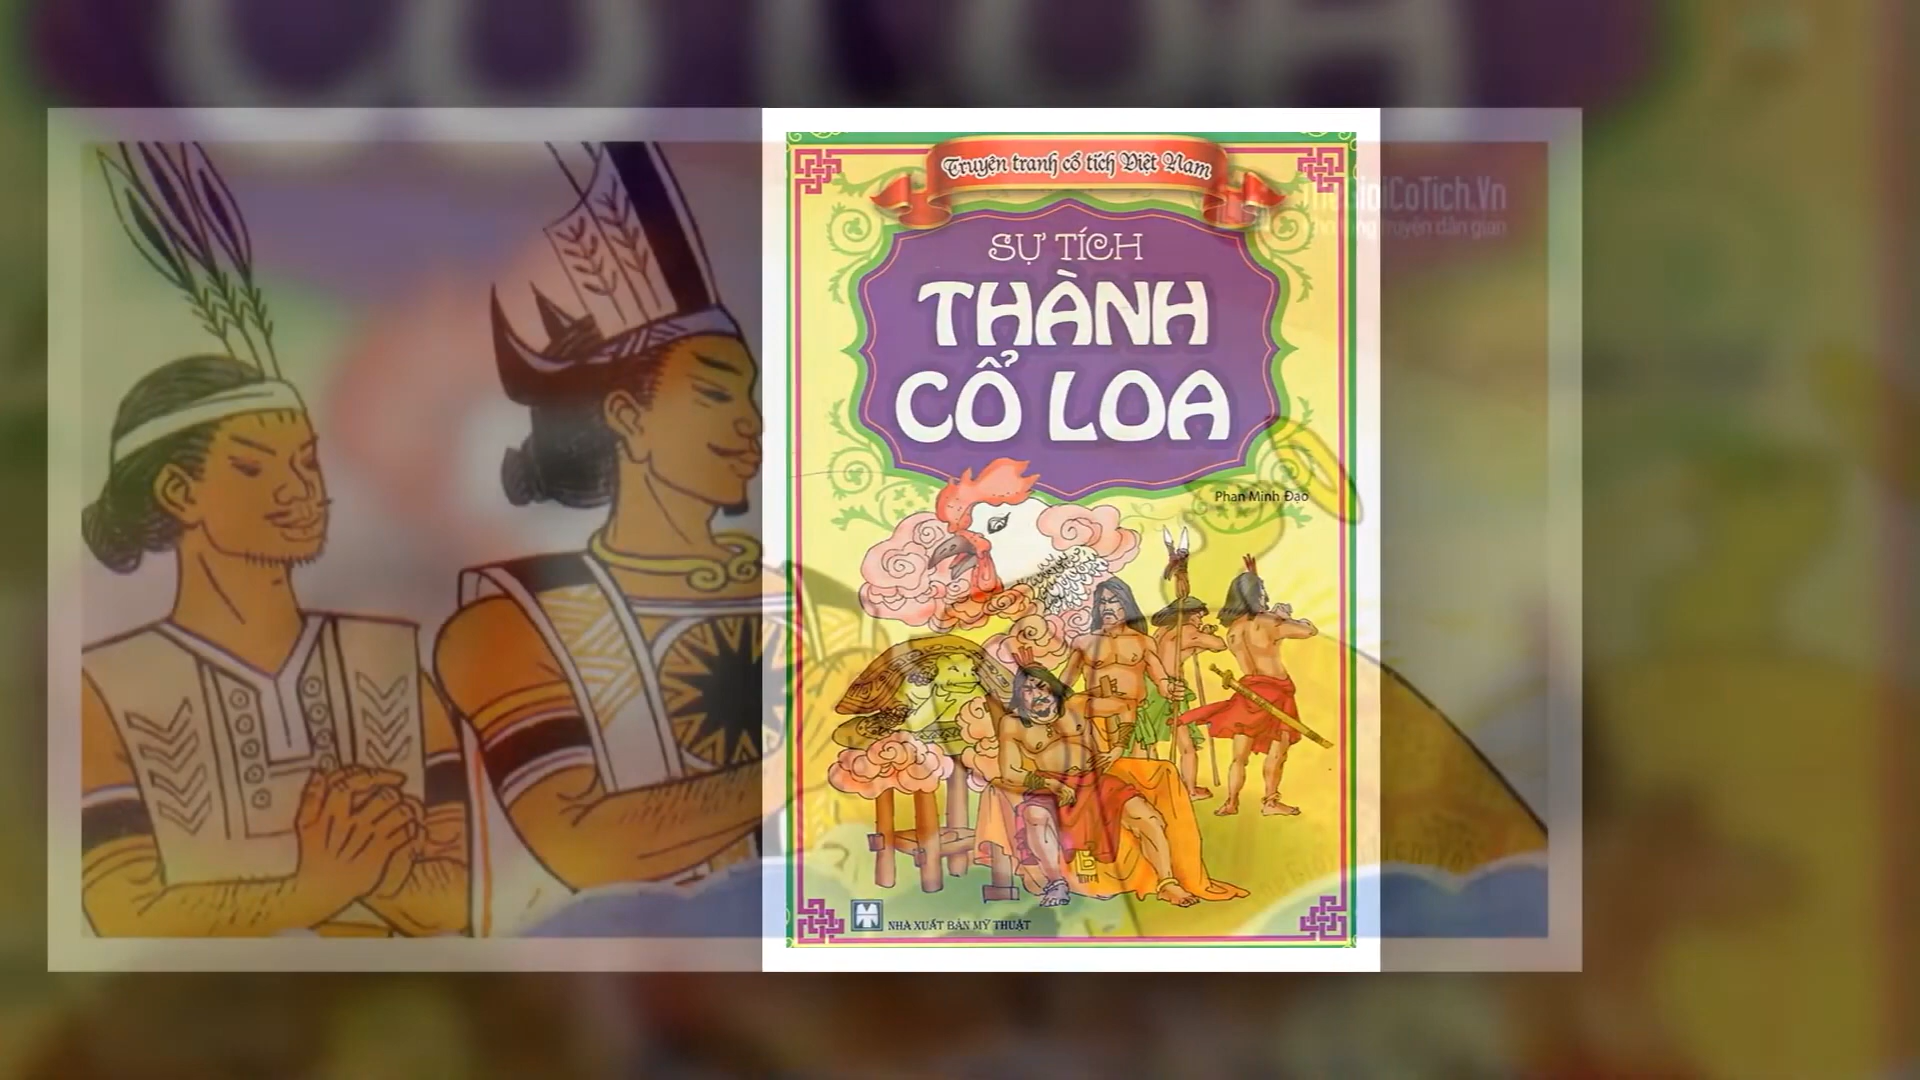 Truyện tranh cổ tích Việt Nam
SỰ TÍCH
THÀNH
CỔ LOA
Phan Minh Đạo
NHÀ XUẤT BẢN MỸ THUẬT